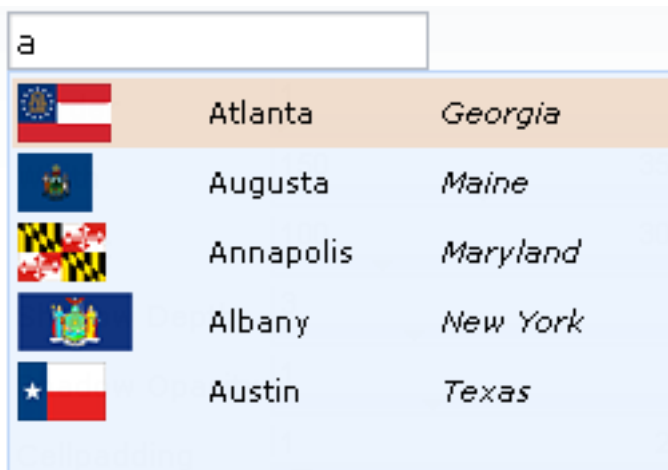 a
Atlanta Georgia
Augusta Maine
Annapolis Maryland
Albany New York
Austin Texas